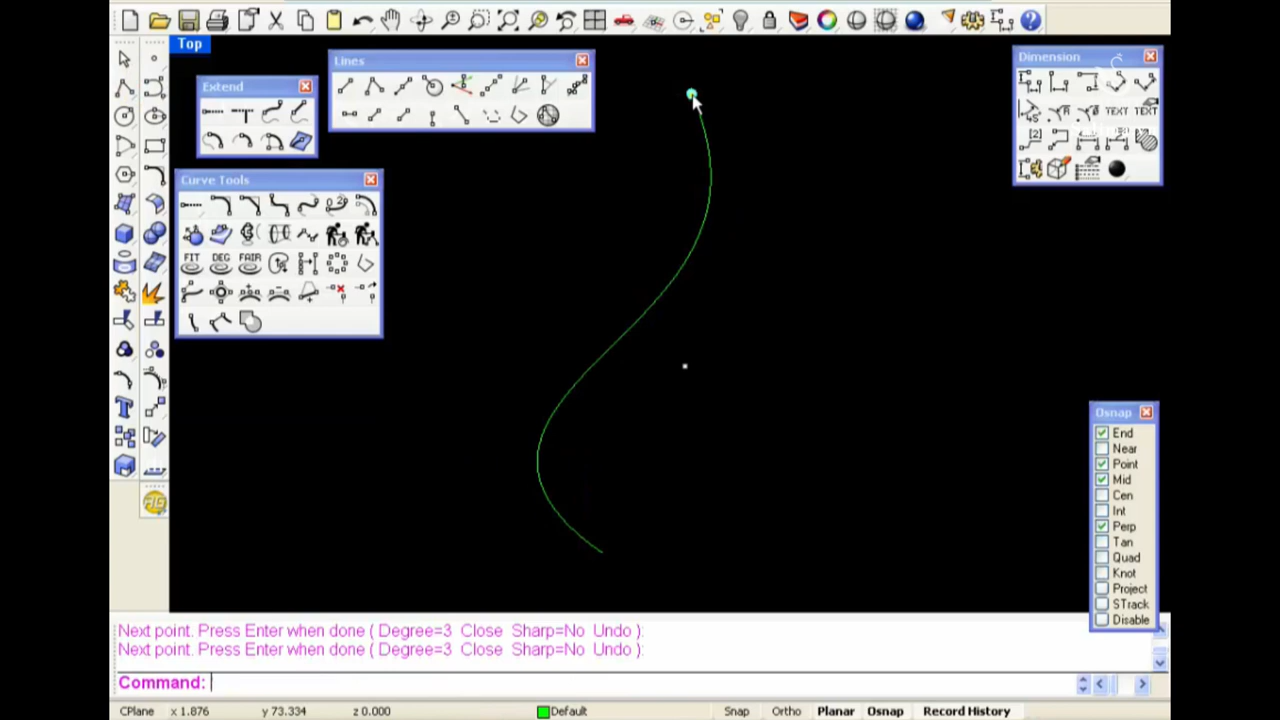 Top
Lines
Extend
Dimension
TEXT TEXT
Curve Tools
FIT DEG FAIR
Osnap
End
Near
Point
Mid
Cen
Int
Perp
Tan
Quad
Knot
Project
STrack
Disable
Next point. Press Enter when done ( Degree=3 Close Sharp=No Undo ):
Next point. Press Enter when done ( Degree=3 Close Sharp=No Undo ):
Command:
CPlane x 1.876 y 73.334 z 0.000 Default Snap Ortho Planar Osnap Record History